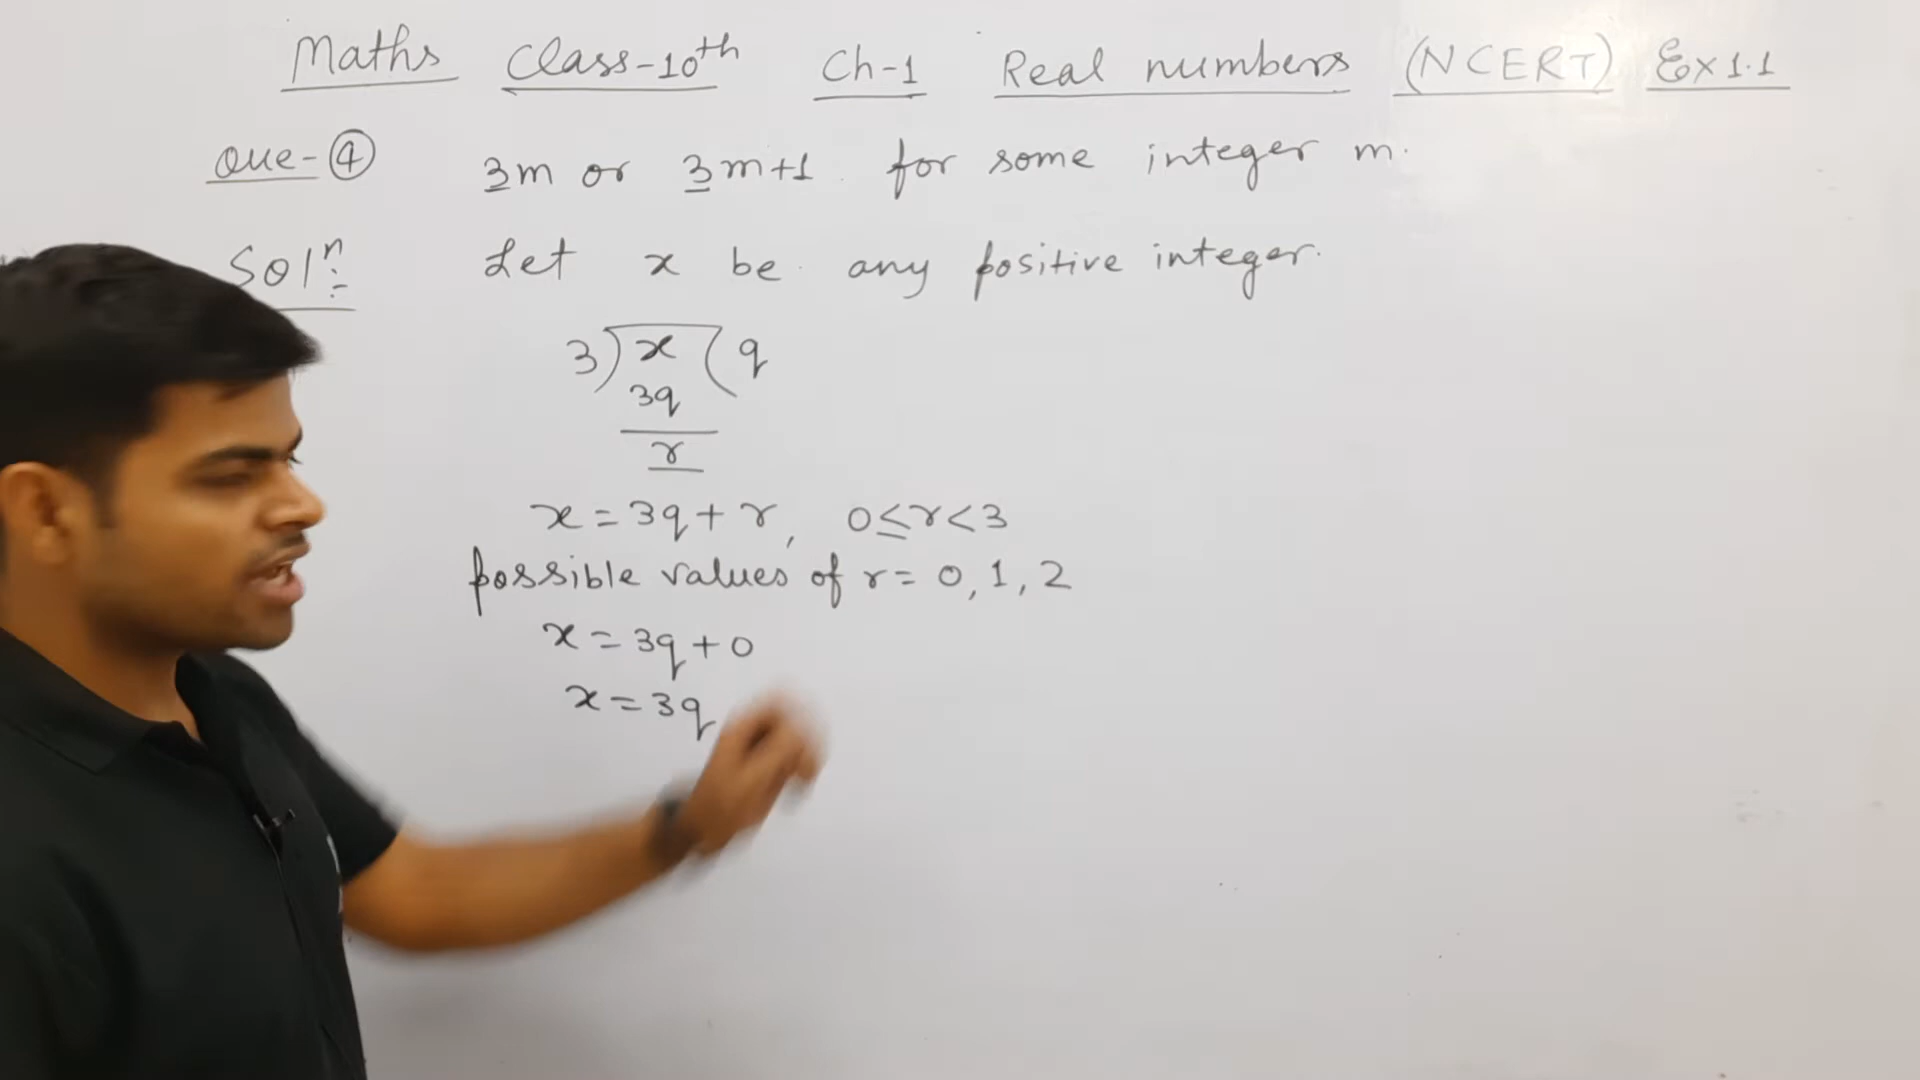 Maths Class-10th Ch-1 Real numbers (NCERT) Ex 1.1
Que-④ 3m or 3m+1 for some integer m.
Solⁿ:- Let x be any positive integer.
3)x(q
3q
r
x=3q+r, 0≤r<3
possible values of r= 0,1,2
x=3q+0
x=3q